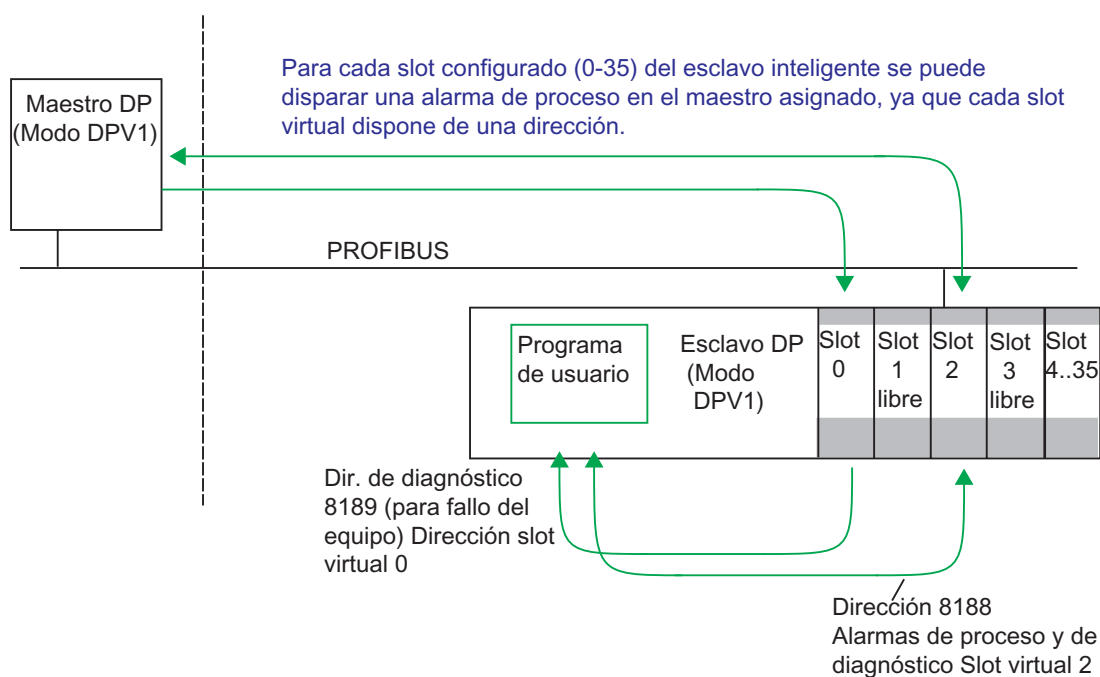 Para cada slot configurado (0-35) del esclavo inteligente se puede
disparar una alarma de proceso en el maestro asignado, ya que cada slot
virtual dispone de una dirección.
Maestro DP
(Modo DPV1)
PROFIBUS
Programa
de usuario
Esclavo DP
(Modo
DPV1)
Slot
0
Slot
1
libre
Slot
2
Slot
3
libre
Slot
4..35
Dir. de diagnóstico
8189 (para fallo del
equipo) Dirección slot
virtual 0
Dirección 8188
Alarmas de proceso y de
diagnóstico Slot virtual 2